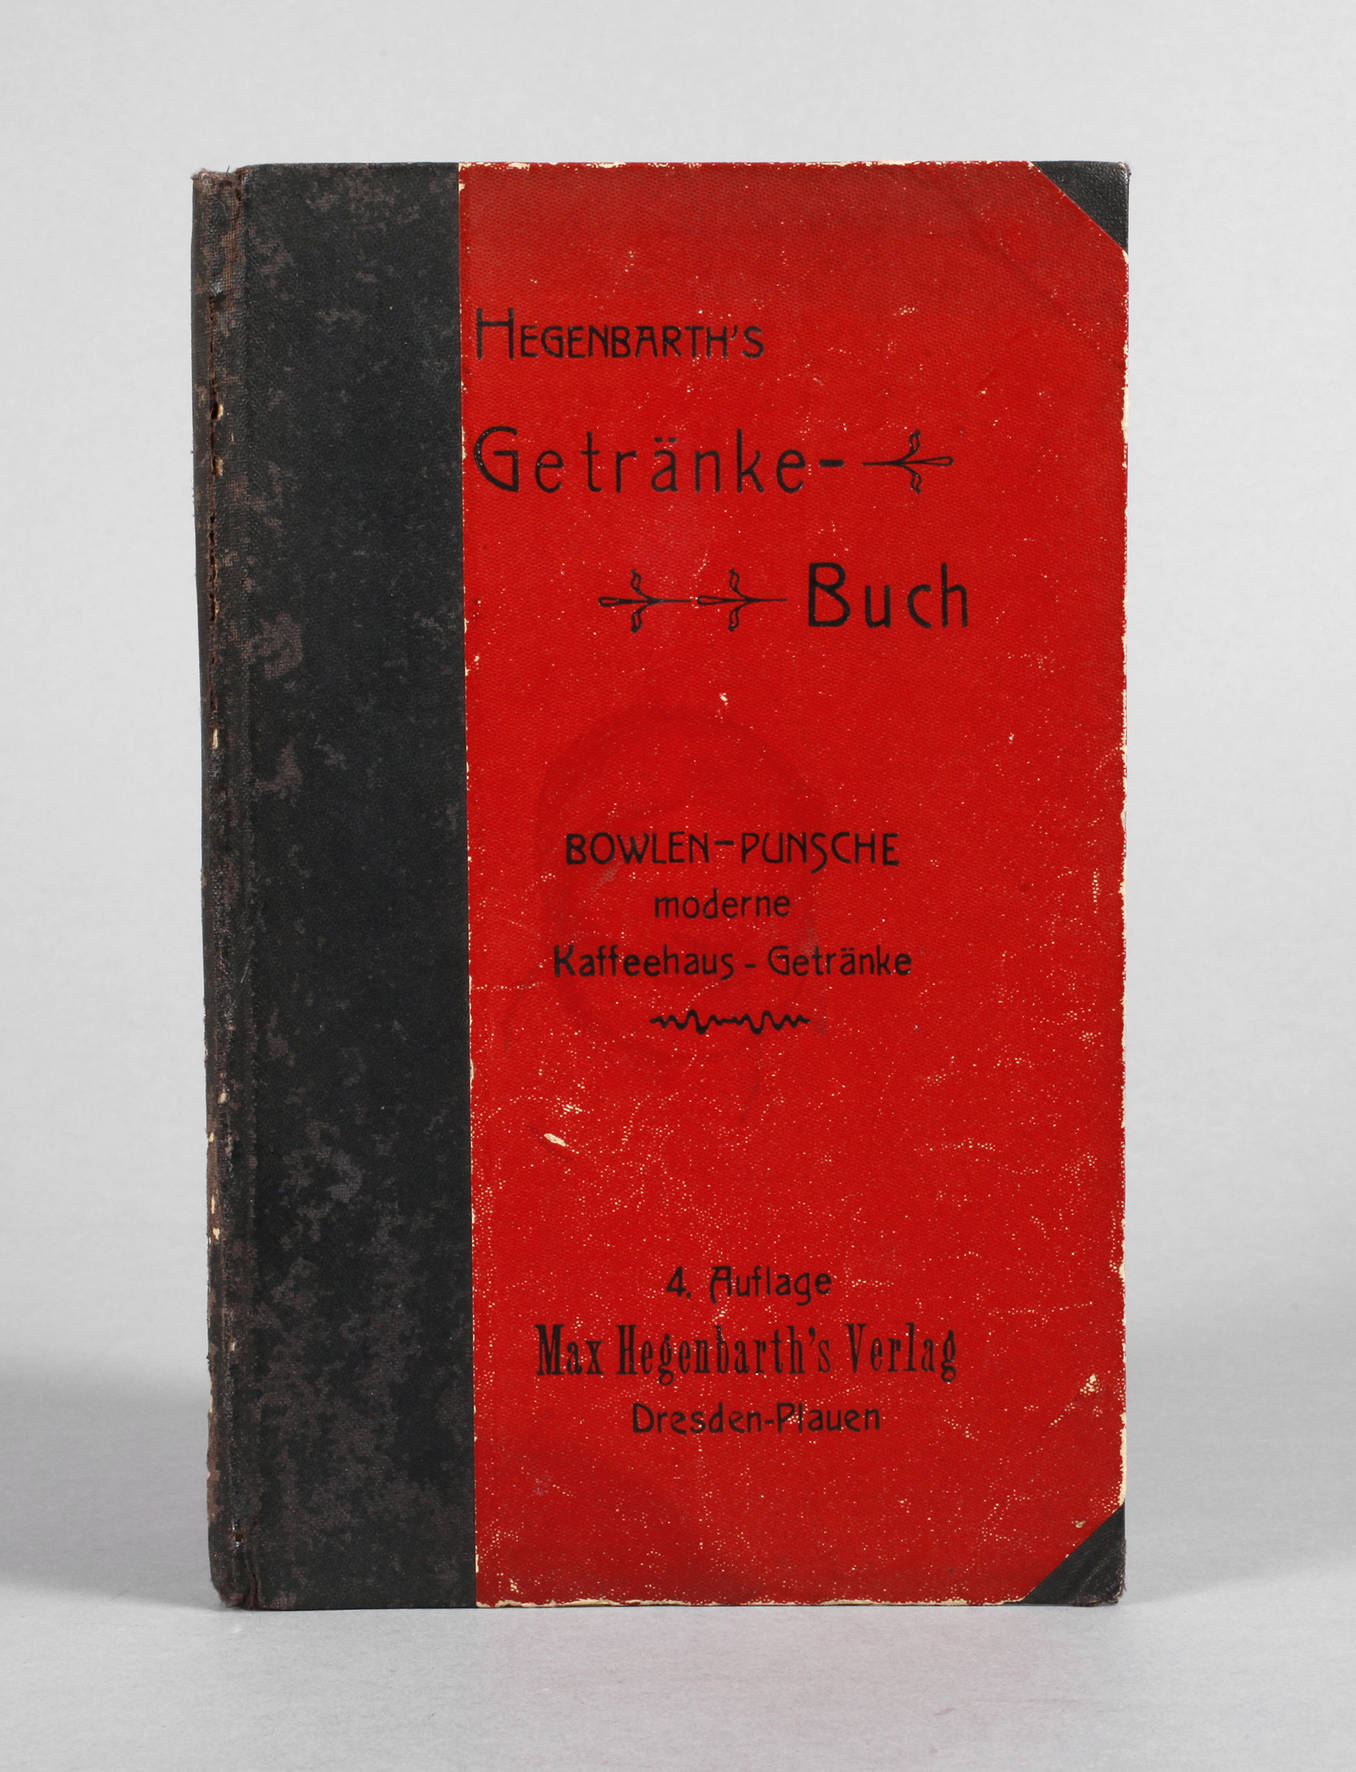 HEGENBARTH'S
Getränke-
Buch
BOWLEN-PUNSCHE
moderne
Kaffeehaus - Getränke
4. Auflage
Max Hegenbarth's Verlag
Dresden-Plauen